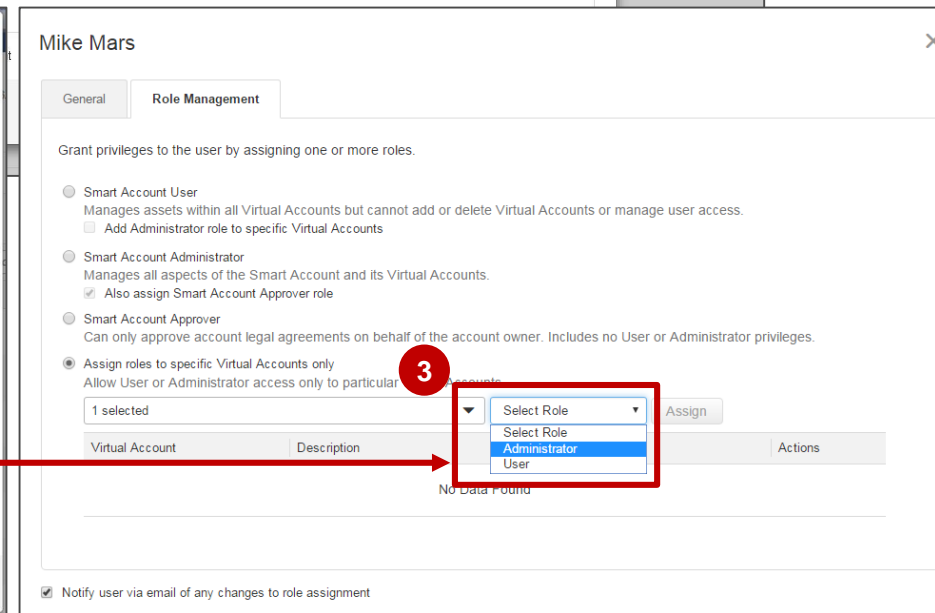 Mike Mars
General
Role Management
Grant privileges to the user by assigning one or more roles.
Smart Account User
Manages assets within all Virtual Accounts but cannot add or delete Virtual Accounts or manage user access.
Add Administrator role to specific Virtual Accounts
Smart Account Administrator
Manages all aspects of the Smart Account and its Virtual Accounts.
Also assign Smart Account Approver role
Smart Account Approver
Can only approve account legal agreements on behalf of the account owner. Includes no User or Administrator privileges.
Assign roles to specific Virtual Accounts only
3
Allow User or Administrator access only to particular Accounts
1 selected
Select Role
Assign
Select Role
Administrator
User
Virtual Account
Description
Actions
No Data Found
Notify user via email of any changes to role assignment